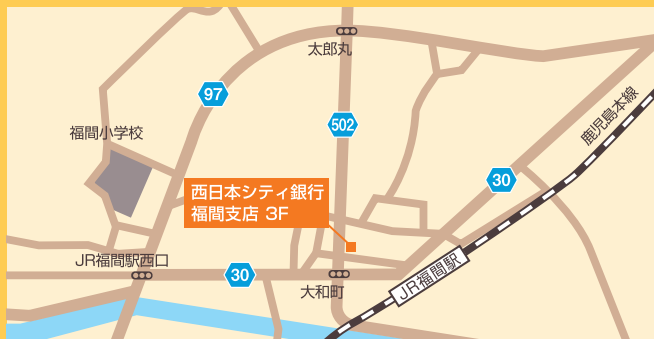 太郎丸
97
502
鹿児島本線
福間小学校
30
西日本シティ銀行
福間支店 3F
JR福間駅西口
30
大和町
JR福間駅